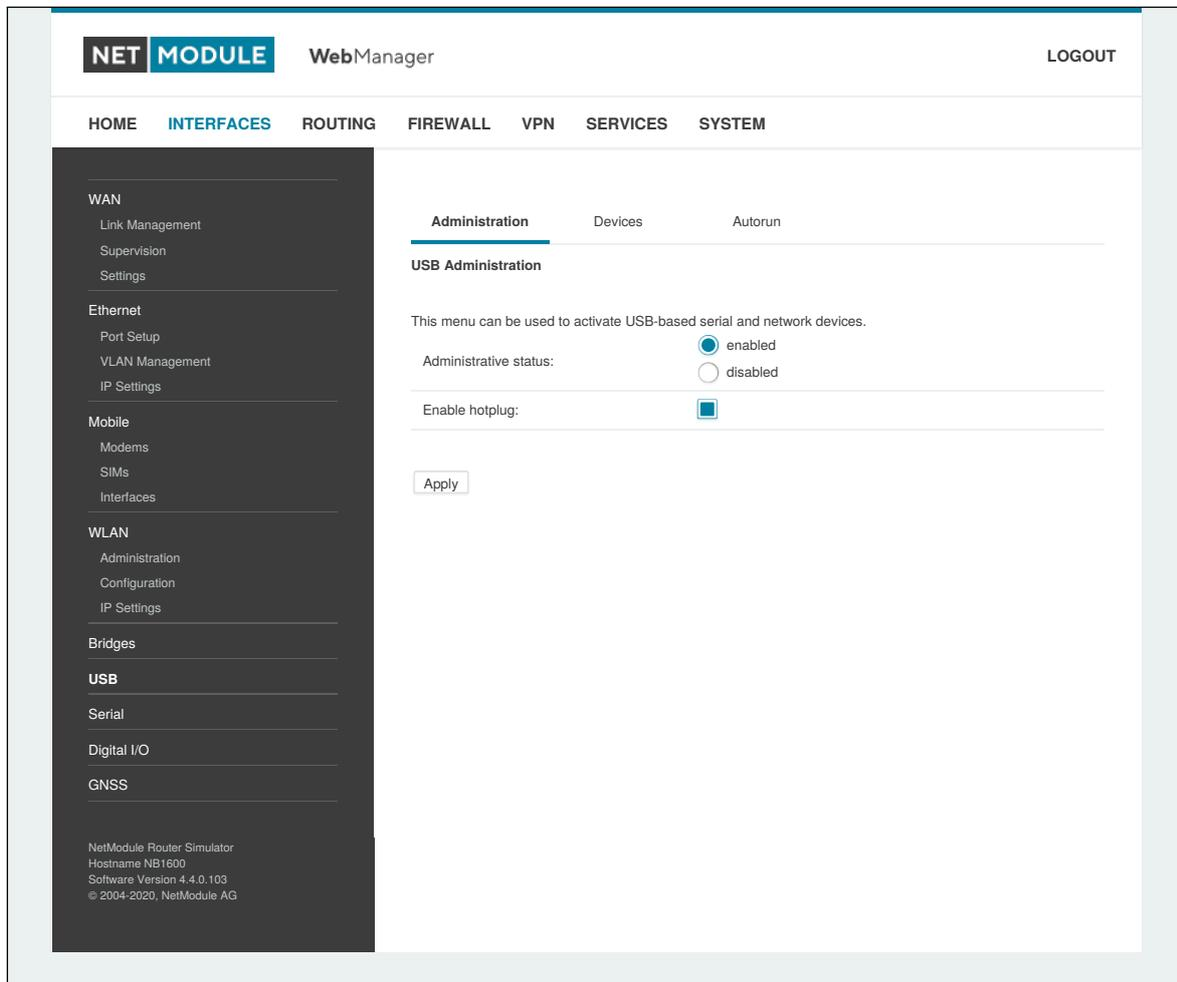 NET MODULE WebManager LOGOUT
HOME INTERFACES ROUTING FIREWALL VPN SERVICES SYSTEM
WAN
Link Management
Supervision
Settings
Ethernet
Port Setup
VLAN Management
IP Settings
Mobile
Modems
SIMs
Interfaces
WLAN
Administration
Configuration
IP Settings
Bridges
USB
Serial
Digital I/O
GNSS
NetModule Router Simulator
Hostname NB1600
Software Version 4.4.0.103
© 2004-2020, NetModule AG
Administration Devices Autorun
USB Administration
This menu can be used to activate USB-based serial and network devices.
Administrative status:
enabled
disabled
Enable hotplug:
Apply